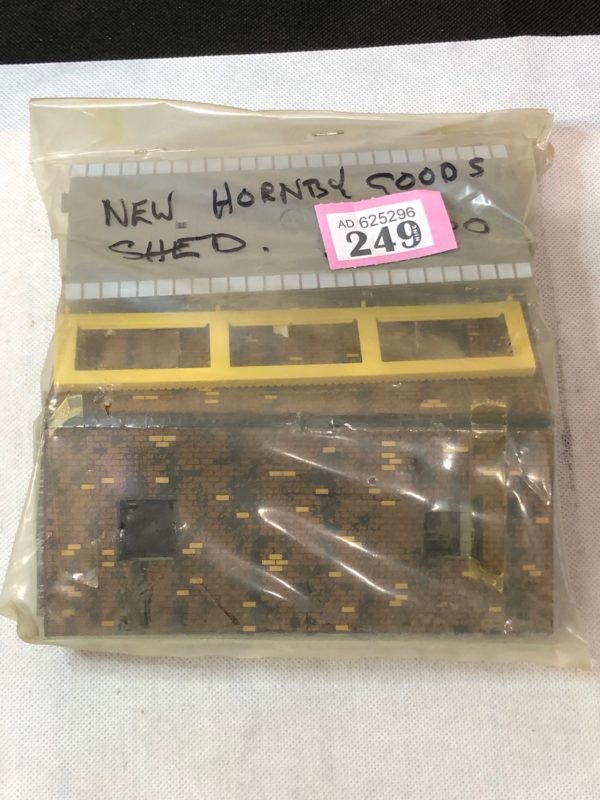 NEW HORNBY GOODS
SHED.
AD 625296
249